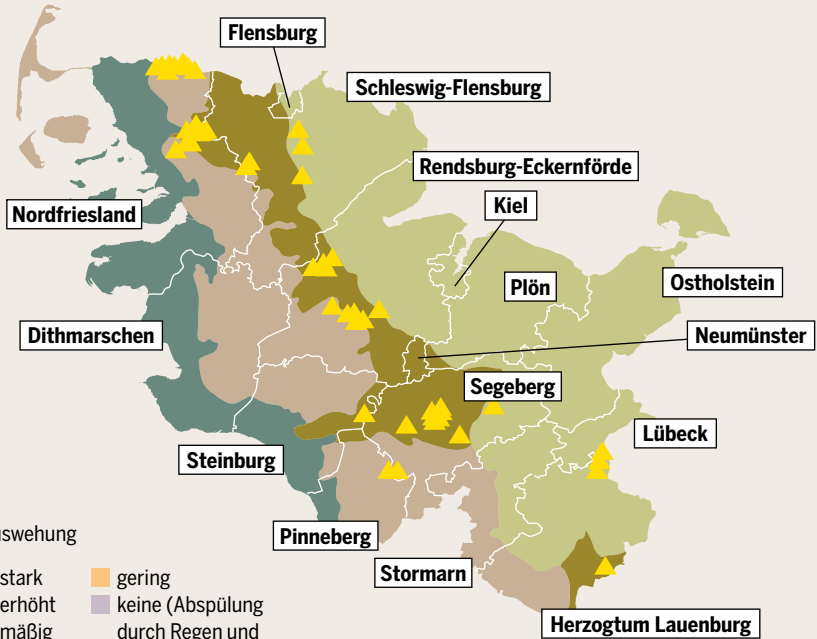 Flensburg
Schleswig-Flensburg
Rendsburg-Eckernförde
Kiel
Nordfriesland
Plön
Ostholstein
Dithmarschen
Neumünster
Segeberg
Lübeck
Steinburg
Pinneberg
Stormarn
Herzogtum Lauenburg
uswehung
stark
erhöht
mäßig
gering
keine (Abspülung
durch Regen und